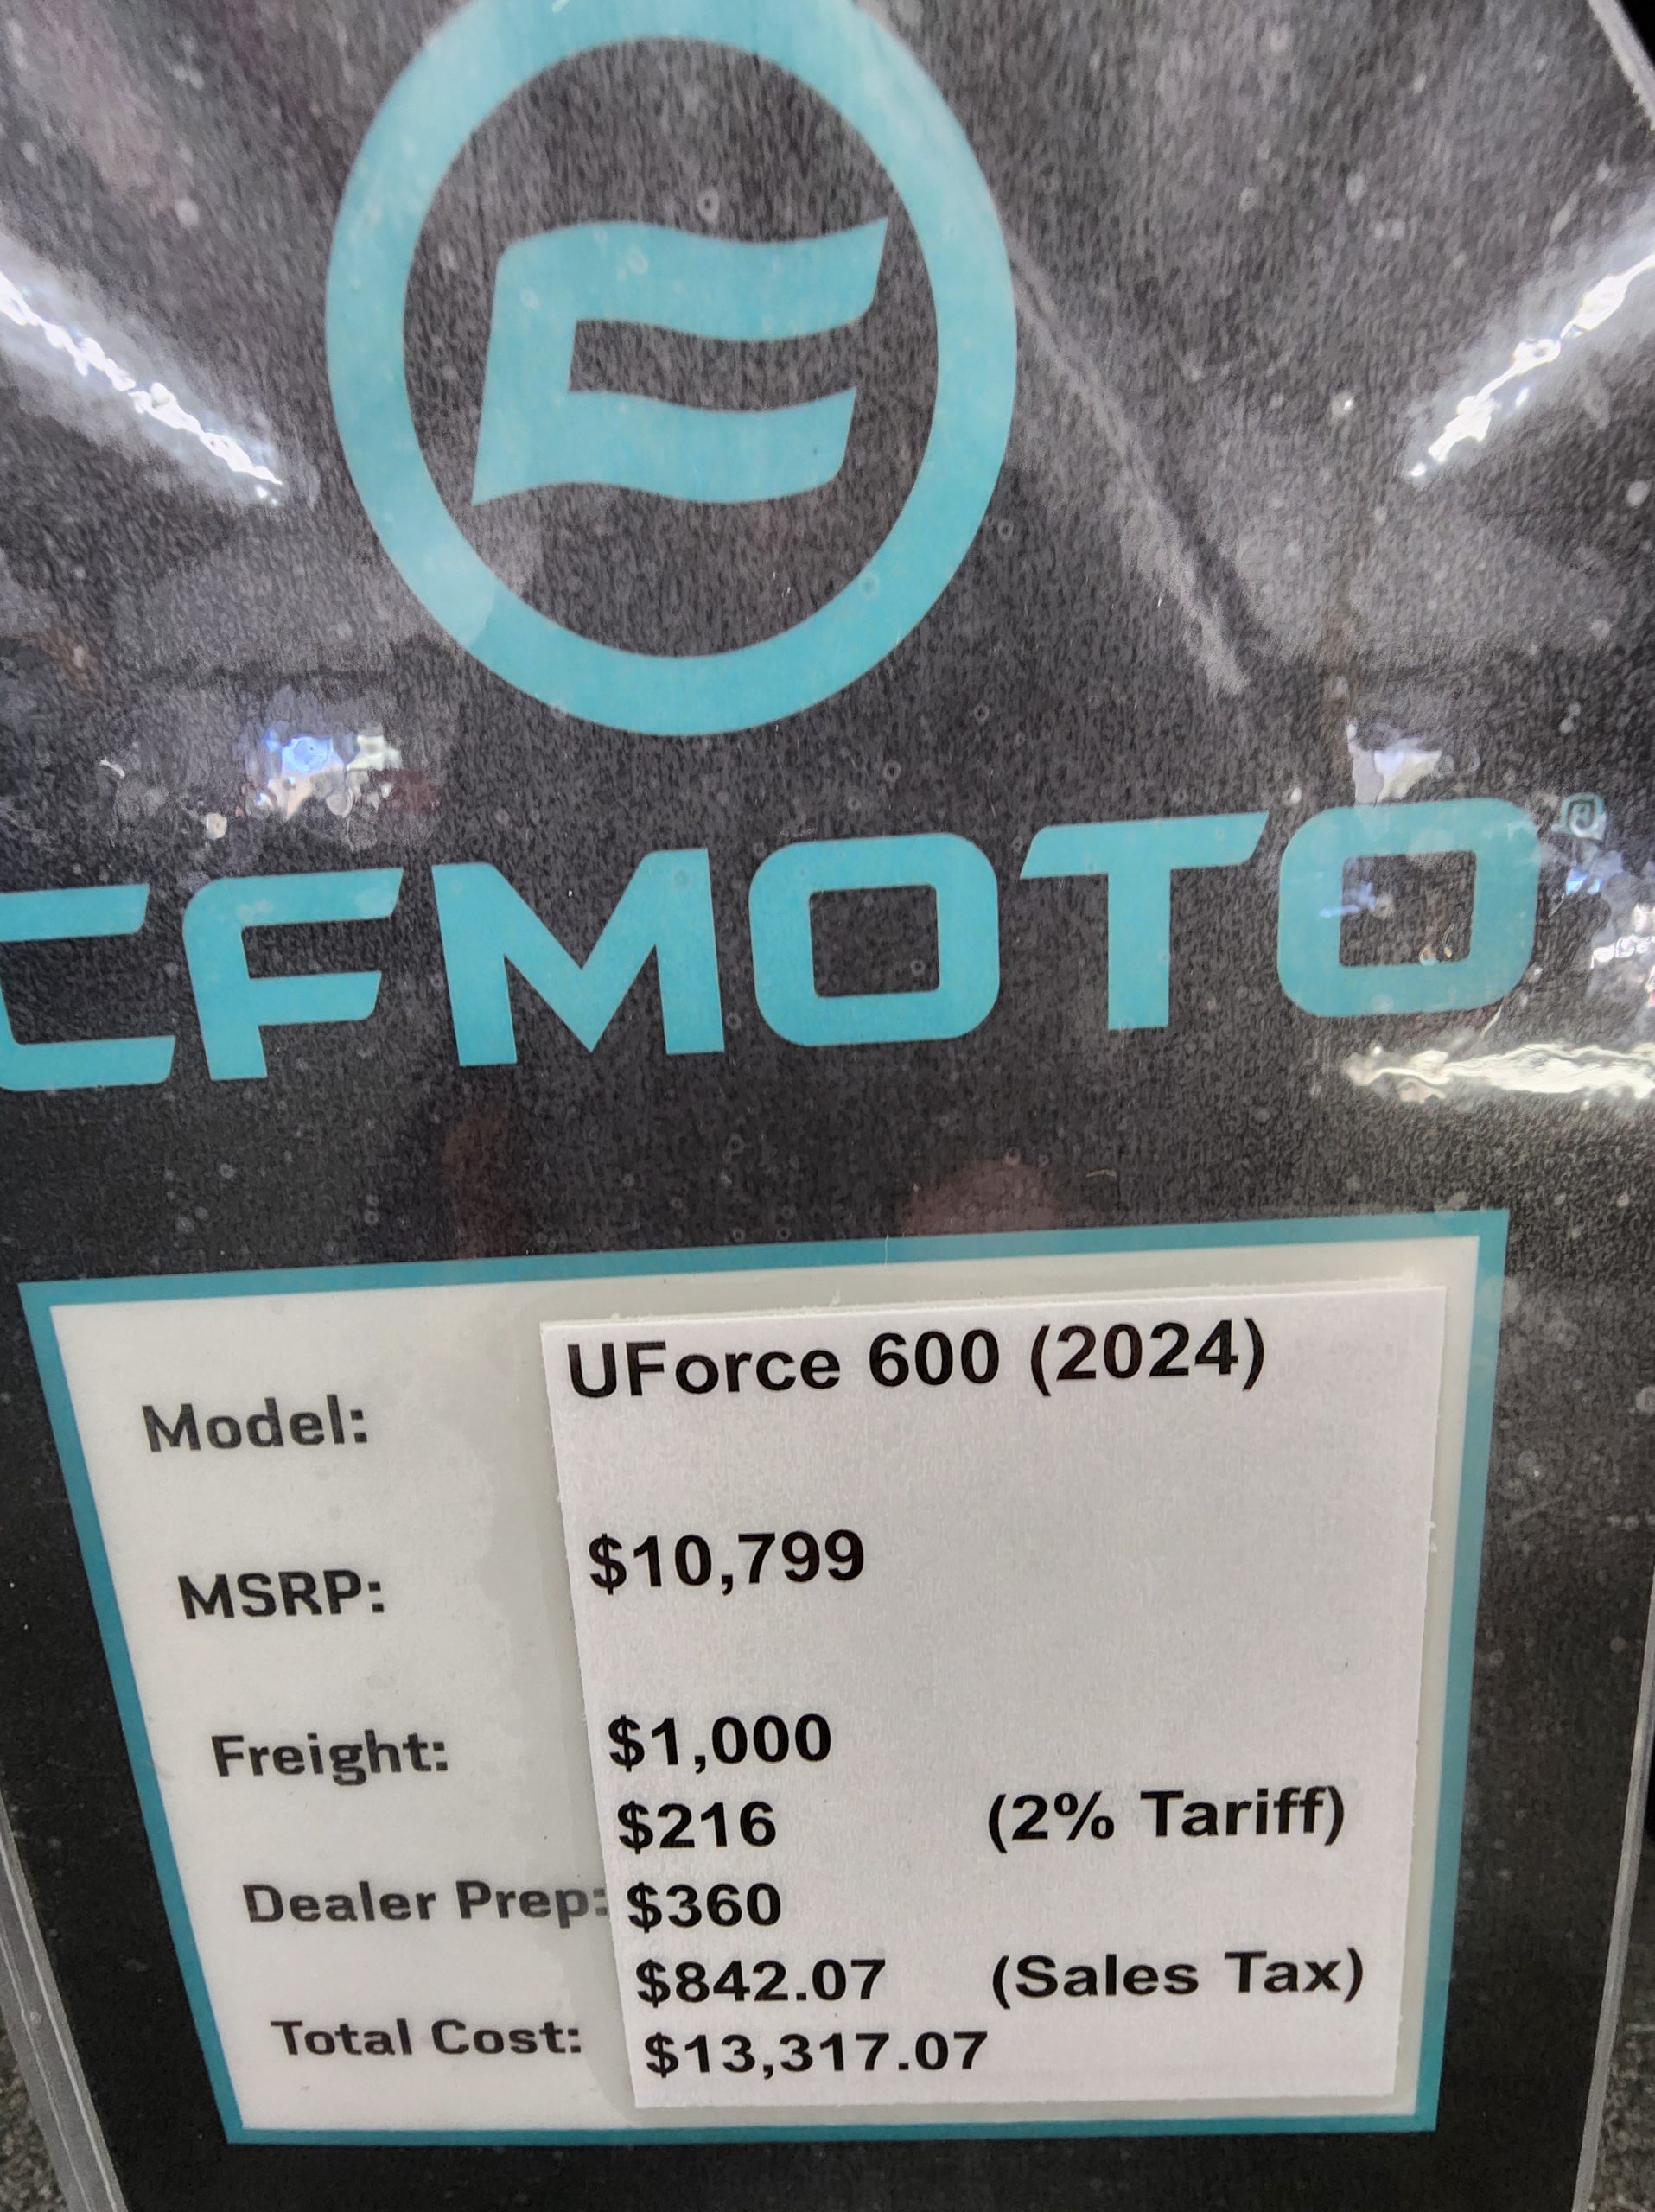 CFMOTO®
Model: UForce 600 (2024)
MSRP: $10,799
Freight: $1,000
$216 (2% Tariff)
Dealer Prep: $360
$842.07 (Sales Tax)
Total Cost: $13,317.07